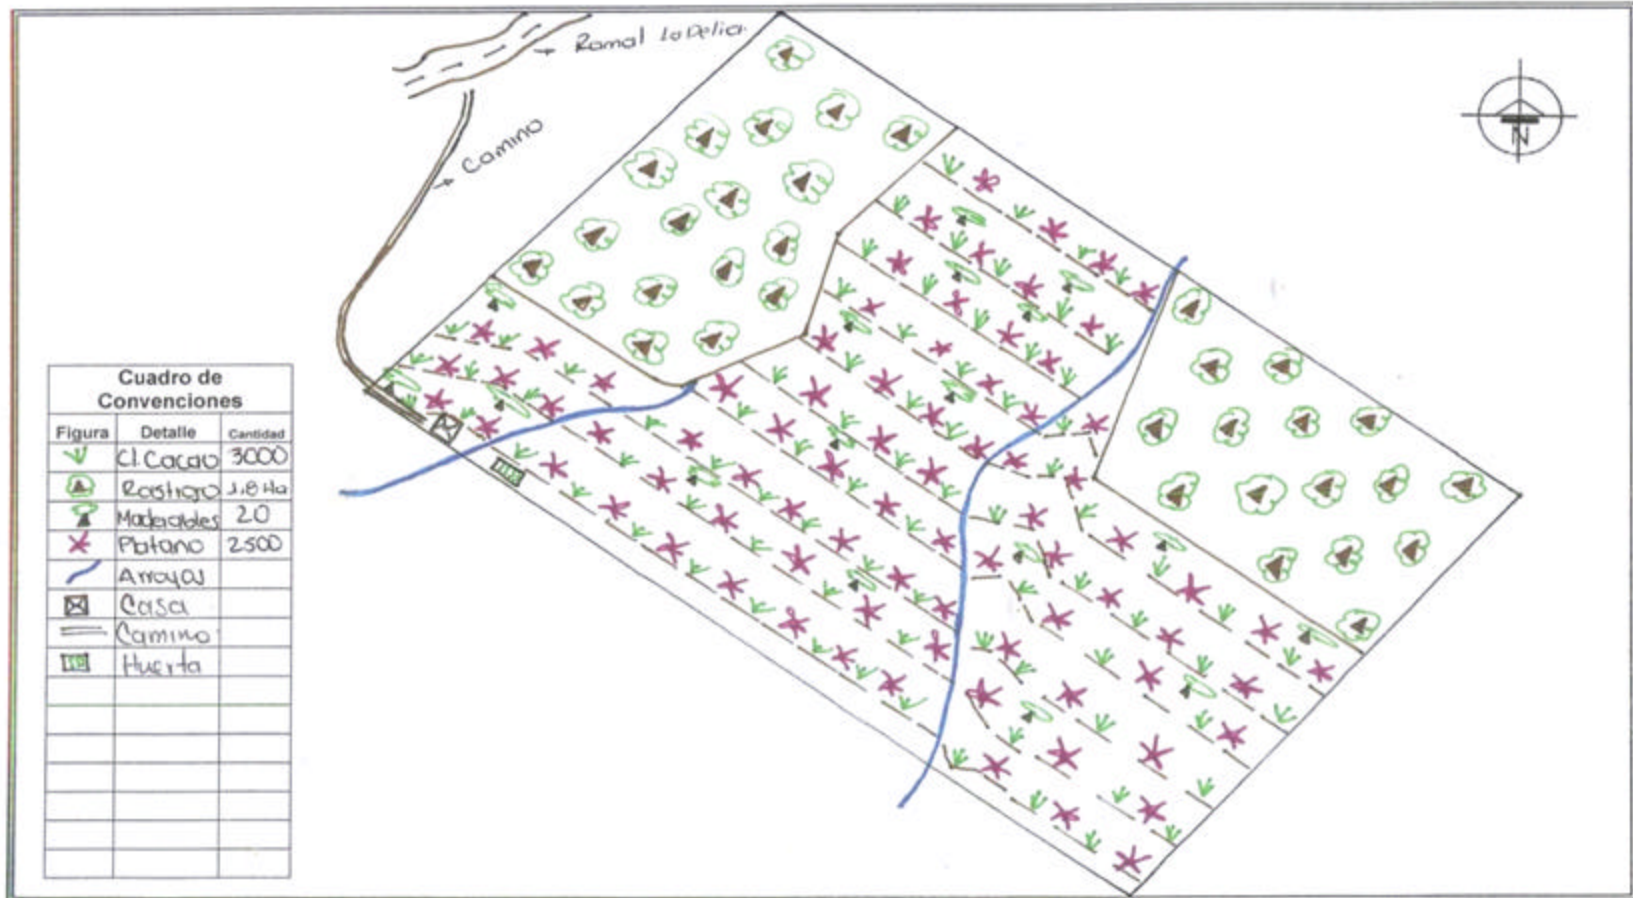 Ramal La Delia
Camino
N
Cuadro de
Convenciones
Figura Detalle Cantidad
Cl. Cacao 3000
Rastrojo 1.8 Ha
Maderables 20
Platano 2500
Arroyos
Casa
Camino
Huerta